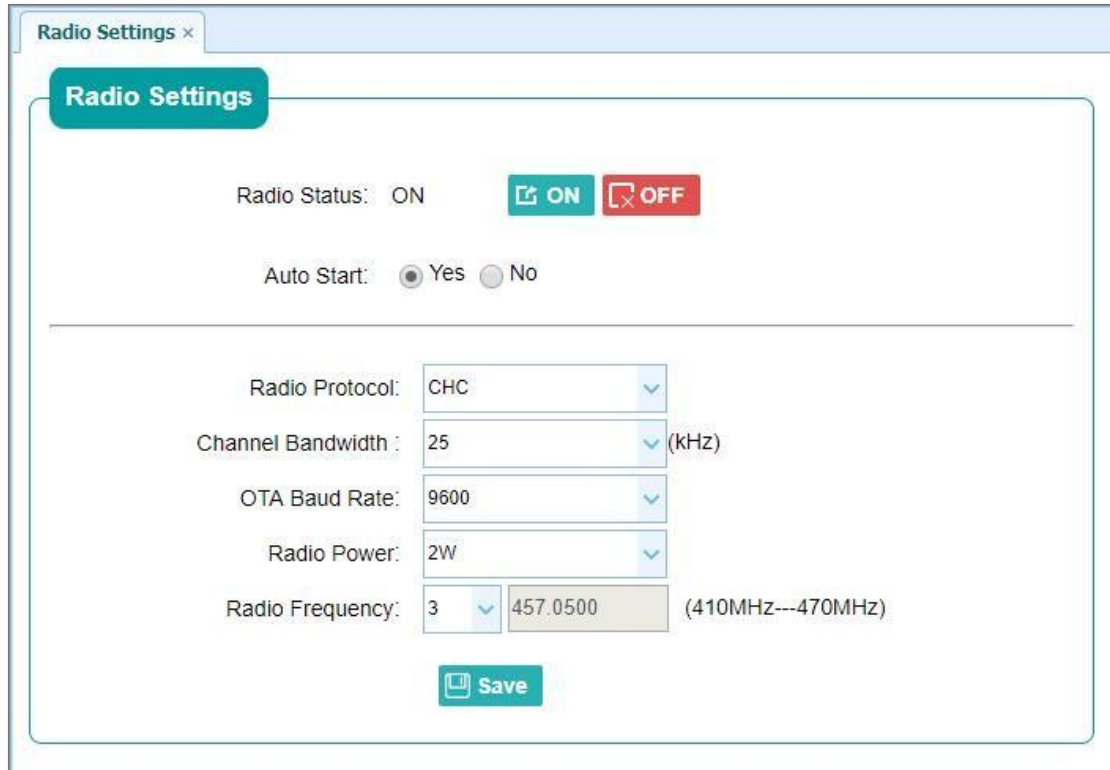 Radio Settings ×
Radio Settings
Radio Status: ON ON OFF
Auto Start: Yes No
Radio Protocol: CHC
Channel Bandwidth : 25 (kHz)
OTA Baud Rate: 9600
Radio Power: 2W
Radio Frequency: 3 457.0500 (410MHz---470MHz)
Save